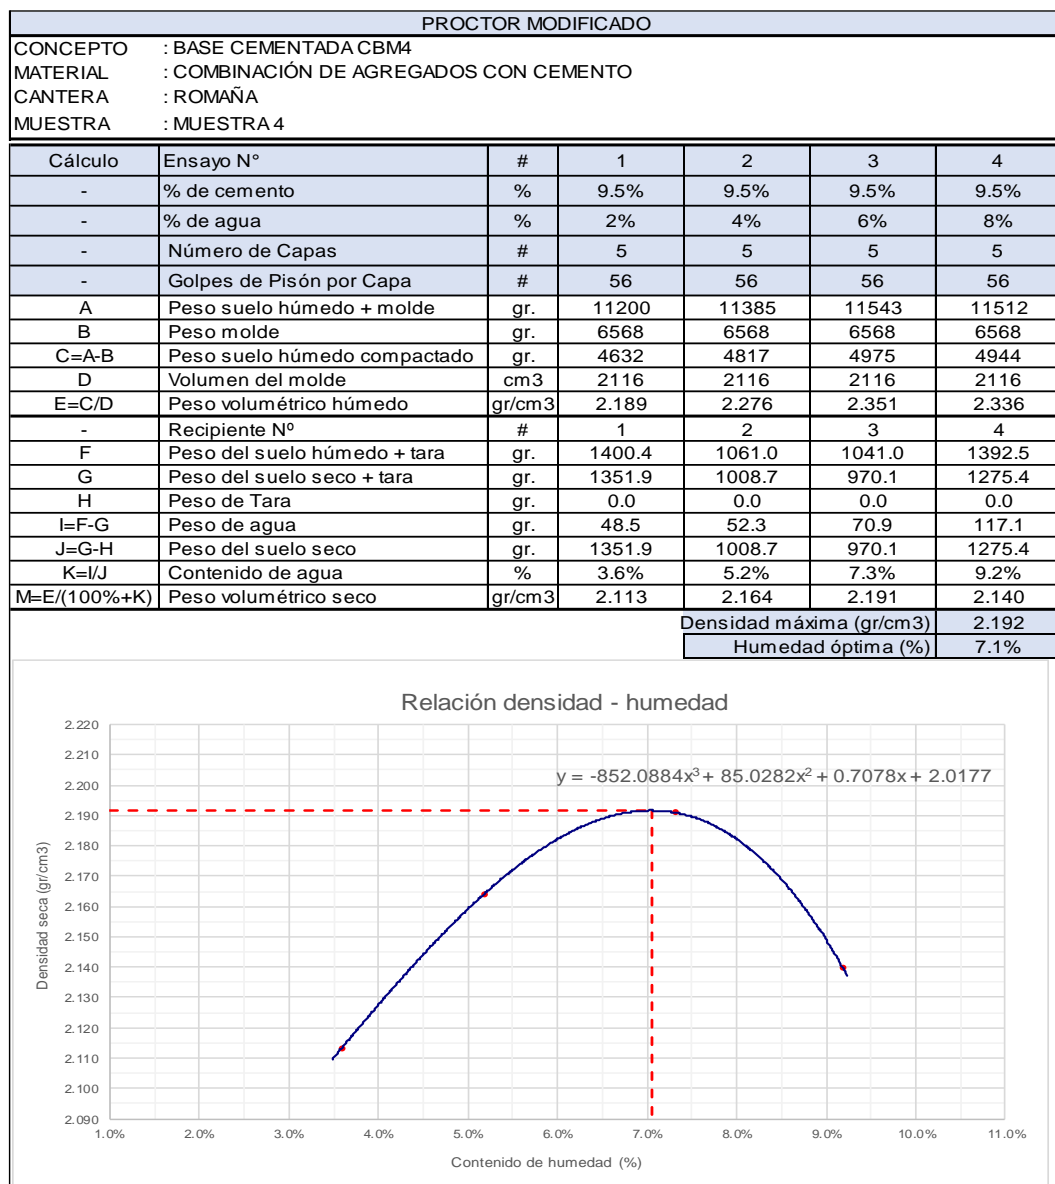 PROCTOR MODIFICADO
CONCEPTO : BASE CEMENTADA CBM4
MATERIAL : COMBINACIÓN DE AGREGADOS CON CEMENTO
CANTERA : ROMAÑA
MUESTRA : MUESTRA 4
Cálculo Ensayo N° # 1 2 3 4
- % de cemento % 9.5% 9.5% 9.5% 9.5%
- % de agua % 2% 4% 6% 8%
- Número de Capas # 5 5 5 5
- Golpes de Pisón por Capa # 56 56 56 56
A Peso suelo húmedo + molde gr. 11200 11385 11543 11512
B Peso molde gr. 6568 6568 6568 6568
C=A-B Peso suelo húmedo compactado gr. 4632 4817 4975 4944
D Volumen del molde cm3 2116 2116 2116 2116
E=C/D Peso volumétrico húmedo gr/cm3 2.189 2.276 2.351 2.336
- Recipiente Nº # 1 2 3 4
F Peso del suelo húmedo + tara gr. 1400.4 1061.0 1041.0 1392.5
G Peso del suelo seco + tara gr. 1351.9 1008.7 970.1 1275.4
H Peso de Tara gr. 0.0 0.0 0.0 0.0
I=F-G Peso de agua gr. 48.5 52.3 70.9 117.1
J=G-H Peso del suelo seco gr. 1351.9 1008.7 970.1 1275.4
K=I/J Contenido de agua % 3.6% 5.2% 7.3% 9.2%
M=E/(100%+K) Peso volumétrico seco gr/cm3 2.113 2.164 2.191 2.140
Densidad máxima (gr/cm3) 2.192
Humedad óptima (%) 7.1%
Relación densidad - humedad
y = -852.0884x³ + 85.0282x² + 0.7078x + 2.0177
Densidad seca (gr/cm3)
2.220
2.210
2.200
2.190
2.180
2.170
2.160
2.150
2.140
2.130
2.120
2.110
2.100
2.090
1.0% 2.0% 3.0% 4.0% 5.0% 6.0% 7.0% 8.0% 9.0% 10.0% 11.0%
Contenido de humedad (%)